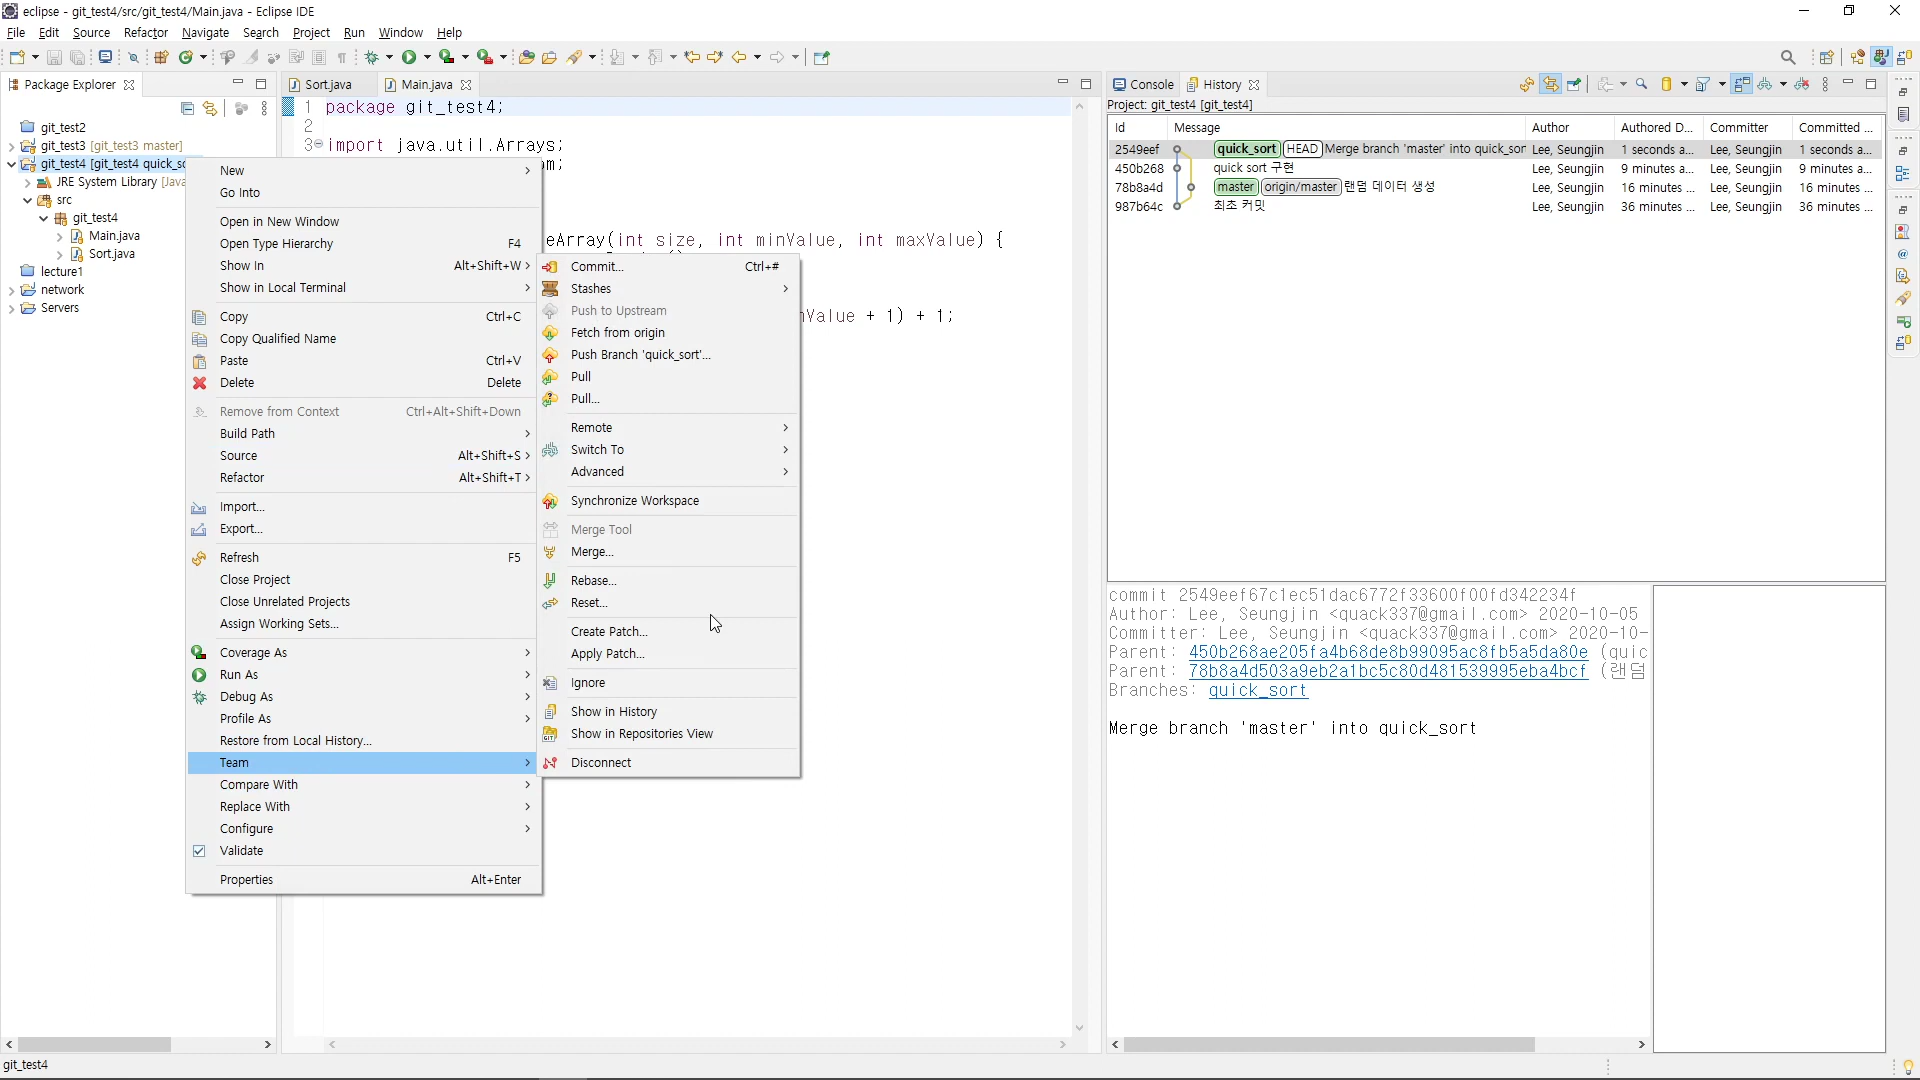 eclipse - git_test4/src/git_test4/Main.java - Eclipse IDE
File Edit Source Refactor Navigate Search Project Run Window Help
Package Explorer
git_test2
git_test3 [git_test3 master]
git_test4 [git_test4 quick_so
JRE System Library [Java
src
git_test4
Main.java
Sort.java
lecture1
network
Servers
Sort.java
Main.java
1 package git_test4;
2
3 import java.util.Arrays;
om;
eArray(int size, int minValue, int maxValue) {
nValue + 1) + 1;
New
Go Into
Open in New Window
Open Type Hierarchy F4
Show In Alt+Shift+W
Show in Local Terminal
Copy Ctrl+C
Copy Qualified Name
Paste Ctrl+V
Delete Delete
Remove from Context Ctrl+Alt+Shift+Down
Build Path
Source Alt+Shift+S
Refactor Alt+Shift+T
Import...
Export...
Refresh F5
Close Project
Close Unrelated Projects
Assign Working Sets...
Coverage As
Run As
Debug As
Profile As
Restore from Local History...
Team
Compare With
Replace With
Configure
Validate
Properties Alt+Enter
Commit... Ctrl+#
Stashes
Push to Upstream
Fetch from origin
Push Branch 'quick_sort'...
Pull
Pull...
Remote
Switch To
Advanced
Synchronize Workspace
Merge Tool
Merge...
Rebase...
Reset...
Create Patch...
Apply Patch...
Ignore
Show in History
Show in Repositories View
Disconnect
Console
History
Project: git_test4 [git_test4]
Id Message Author Authored D... Committer Committed ...
2549eef quick_sort HEAD Merge branch 'master' into quick_sor Lee, Seungjin 1 seconds a... Lee, Seungjin 1 seconds a...
450b268 quick sort 구현 Lee, Seungjin 9 minutes a... Lee, Seungjin 9 minutes a...
78b8a4d master origin/master 랜덤 데이터 생성 Lee, Seungjin 16 minutes ... Lee, Seungjin 16 minutes ...
987b64c 최초 커밋 Lee, Seungjin 36 minutes ... Lee, Seungjin 36 minutes ...
commit 2549eef67c1ec51dac6772f33600f00fd342234f
Author: Lee, Seungjin <quack337@gmail.com> 2020-10-05
Committer: Lee, Seungjin <quack337@gmail.com> 2020-10-
Parent: 450b268ae205fa4b68de8b99095ac8fb5a5da80e (quic
Parent: 78b8a4d503a9eb2a1bc5c80d481539995eba4bcf (랜덤
Branches: quick_sort
Merge branch 'master' into quick_sort
git_test4